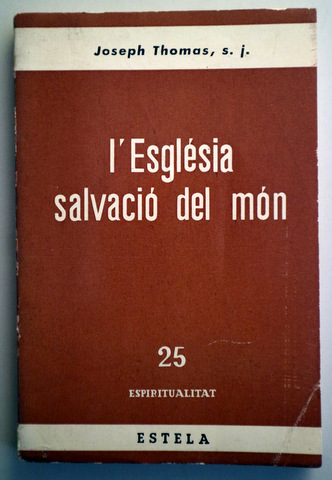 Joseph Thomas, s. j.
l'Església
salvació del món
25
ESPIRITUALITAT
ESTELA